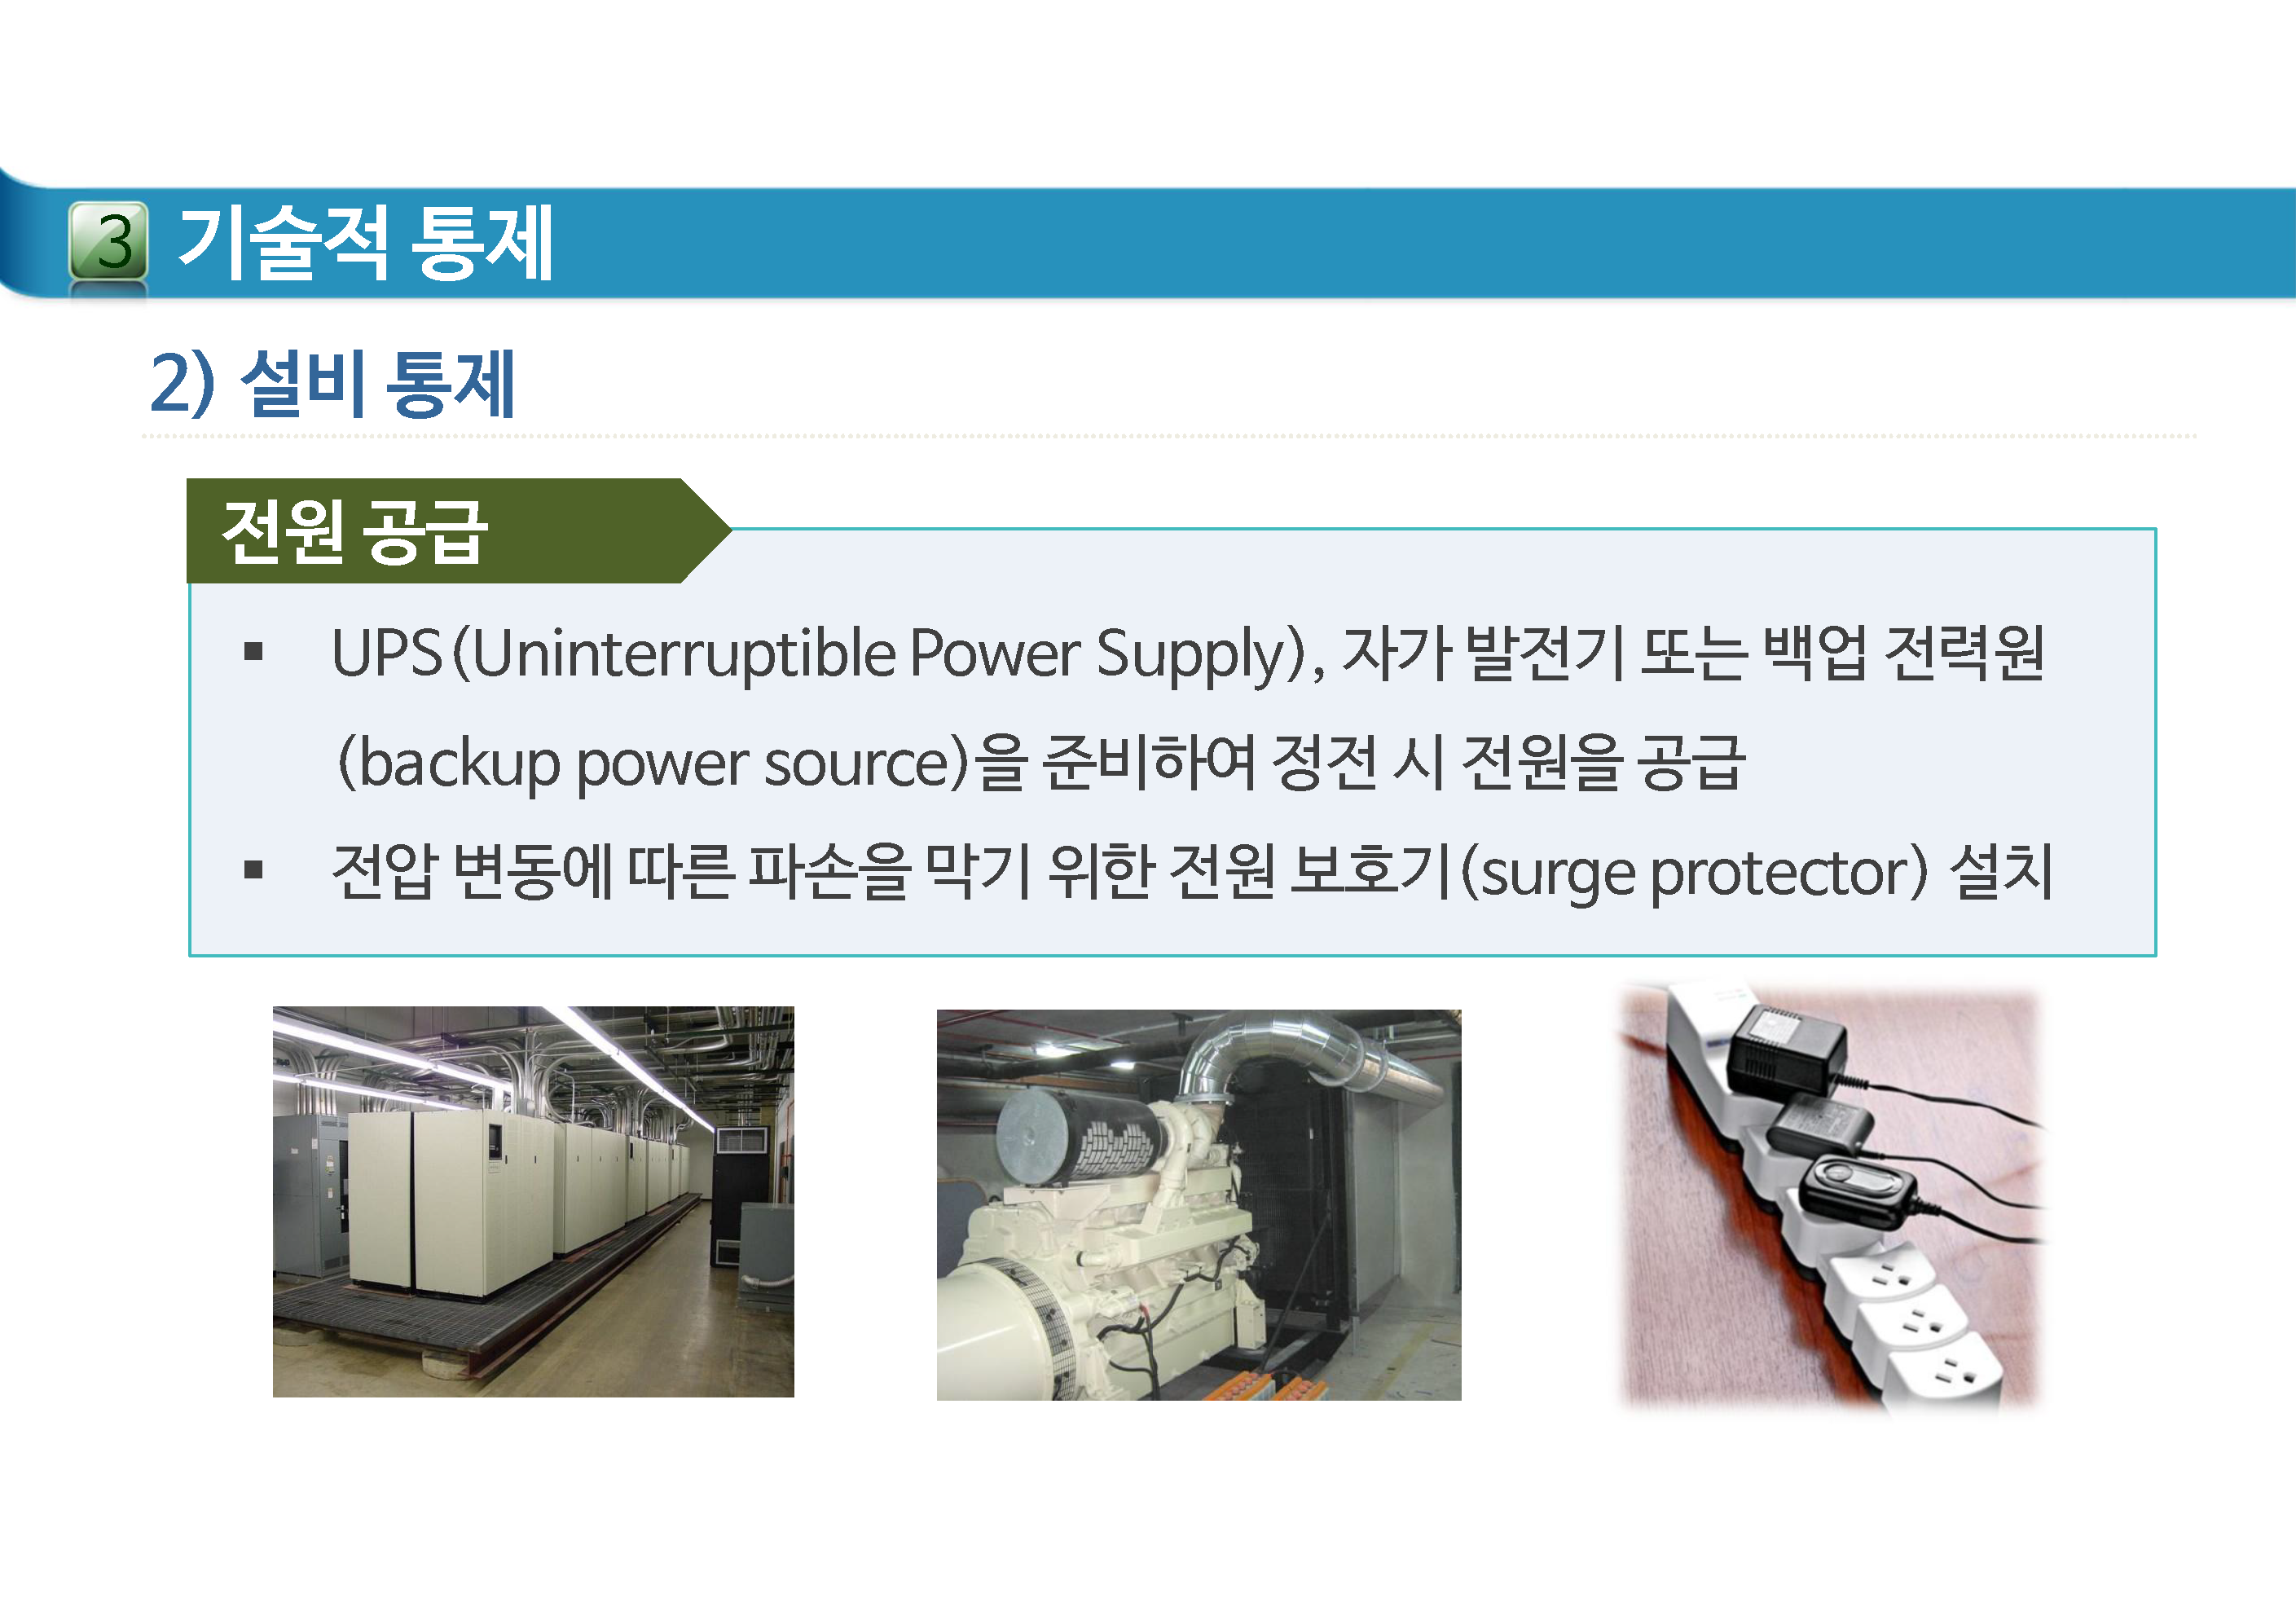 3 기술적 통제
2) 설비 통제
전원 공급
▪ UPS(Uninterruptible Power Supply), 자가 발전기 또는 백업 전력원
(backup power source)을 준비하여 정전 시 전원을 공급
▪ 전압 변동에 따른 파손을 막기 위한 전원 보호기(surge protector) 설치